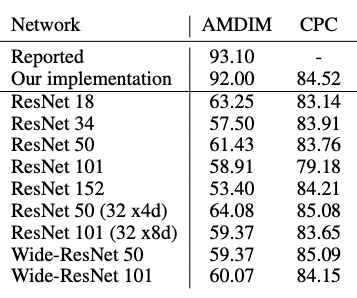 Network AMDIM CPC
Reported 93.10 -
Our implementation 92.00 84.52
ResNet 18 63.25 83.14
ResNet 34 57.50 83.91
ResNet 50 61.43 83.76
ResNet 101 58.91 79.18
ResNet 152 53.40 84.21
ResNet 50 (32 x4d) 64.08 85.08
ResNet 101 (32 x8d) 59.37 83.65
Wide-ResNet 50 59.37 85.09
Wide-ResNet 101 60.07 84.15